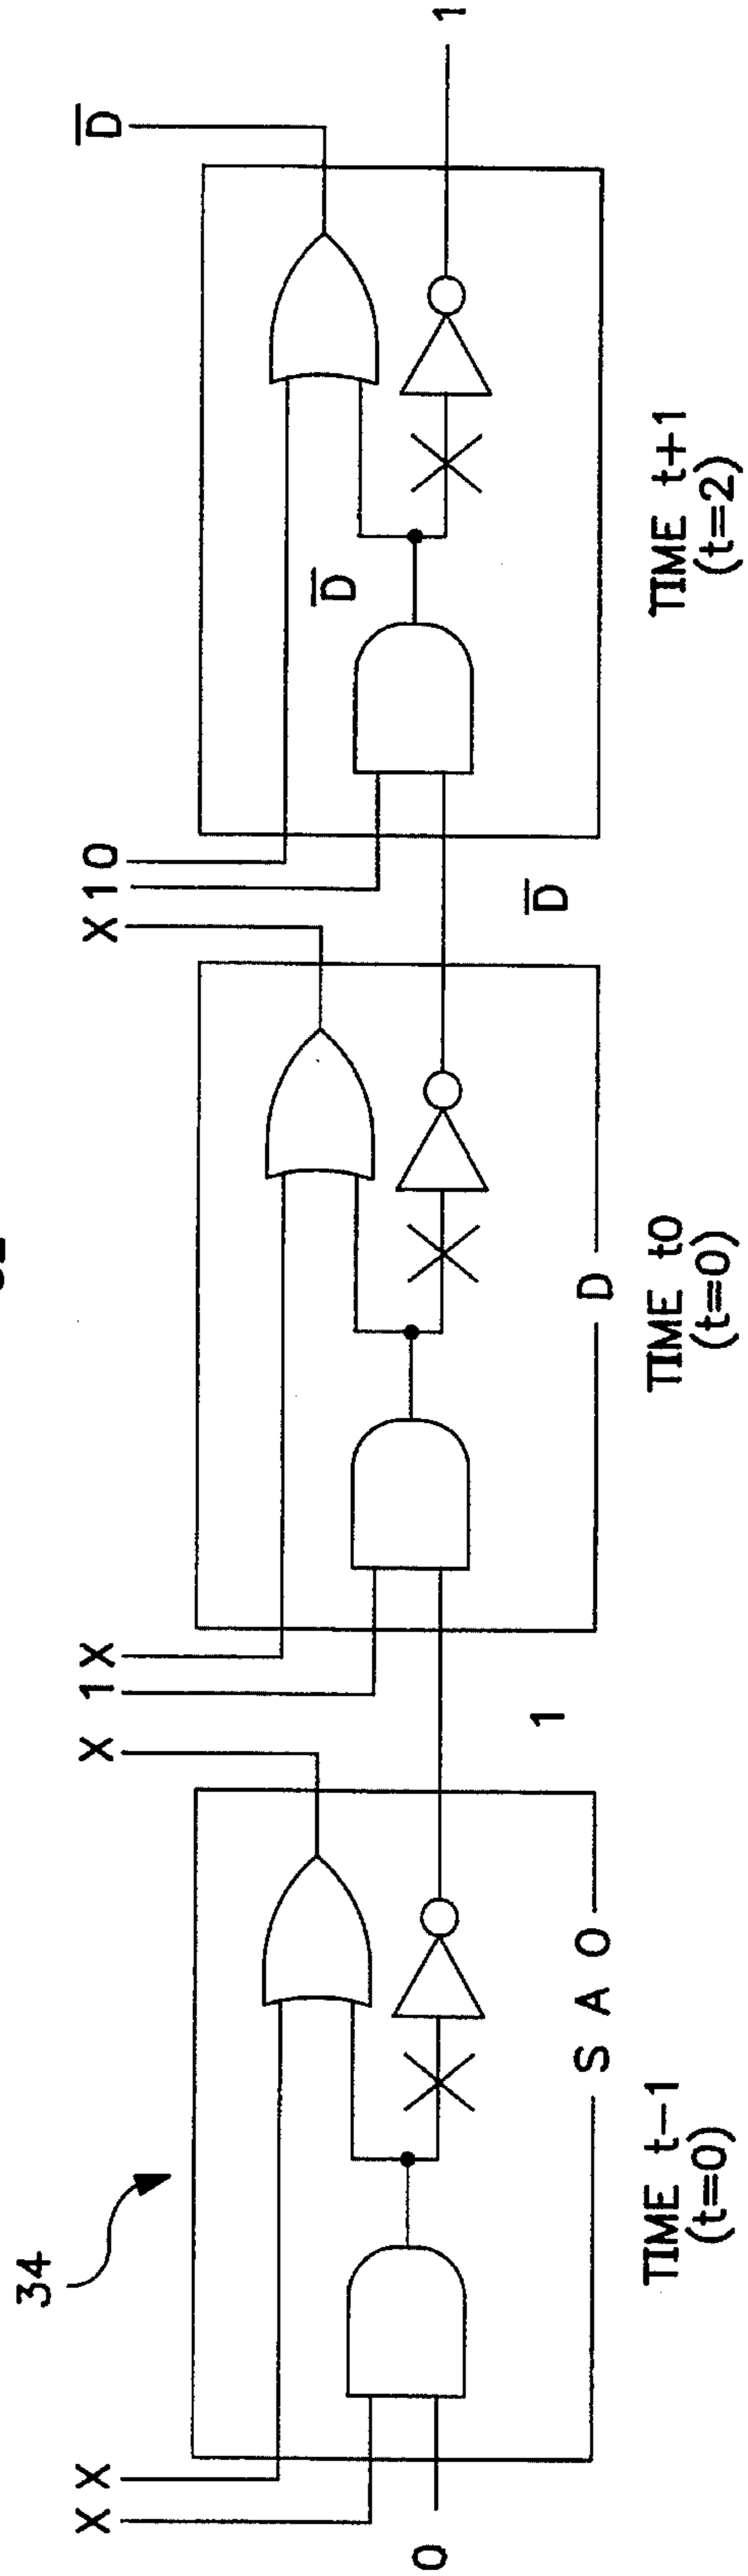 34
X X
X
1 X
X
1 0
D̅
D̅
0
1
D̅
1
S A 0
D
TIME t−1
(t=0)
TIME t0
(t=0)
TIME t+1
(t=2)